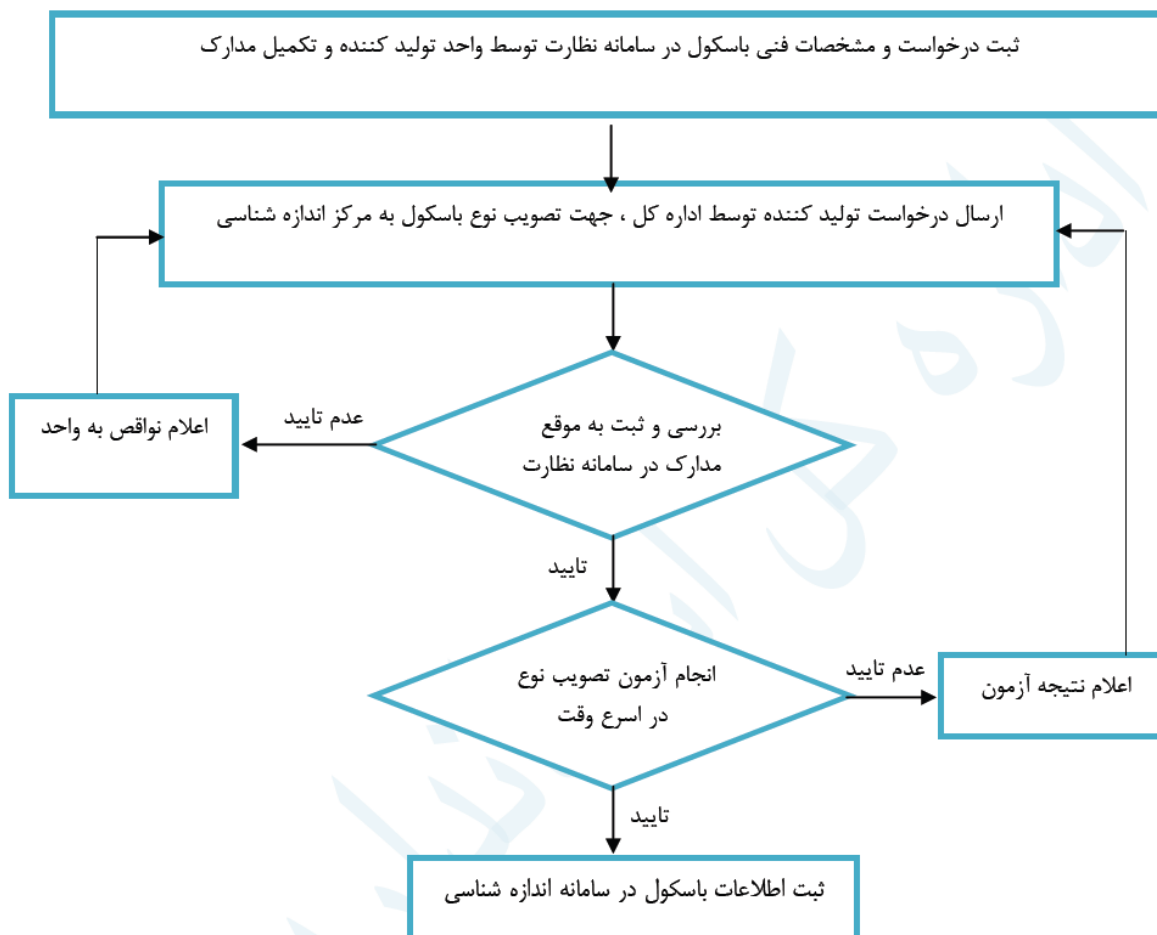 ثبت درخواست و مشخصات فنی باسکول در سامانه نظارت توسط واحد تولید کننده و تکمیل مدارک
ارسال درخواست تولید کننده توسط اداره کل ، جهت تصویب نوع باسکول به مرکز اندازه شناسی
بررسی و ثبت به موقع
مدارک در سامانه نظارت
عدم تایید
اعلام نواقص به واحد
تایید
انجام آزمون تصویب نوع
در اسرع وقت
عدم تایید
اعلام نتیجه آزمون
تایید
ثبت اطلاعات باسکول در سامانه اندازه شناسی
اداره کل